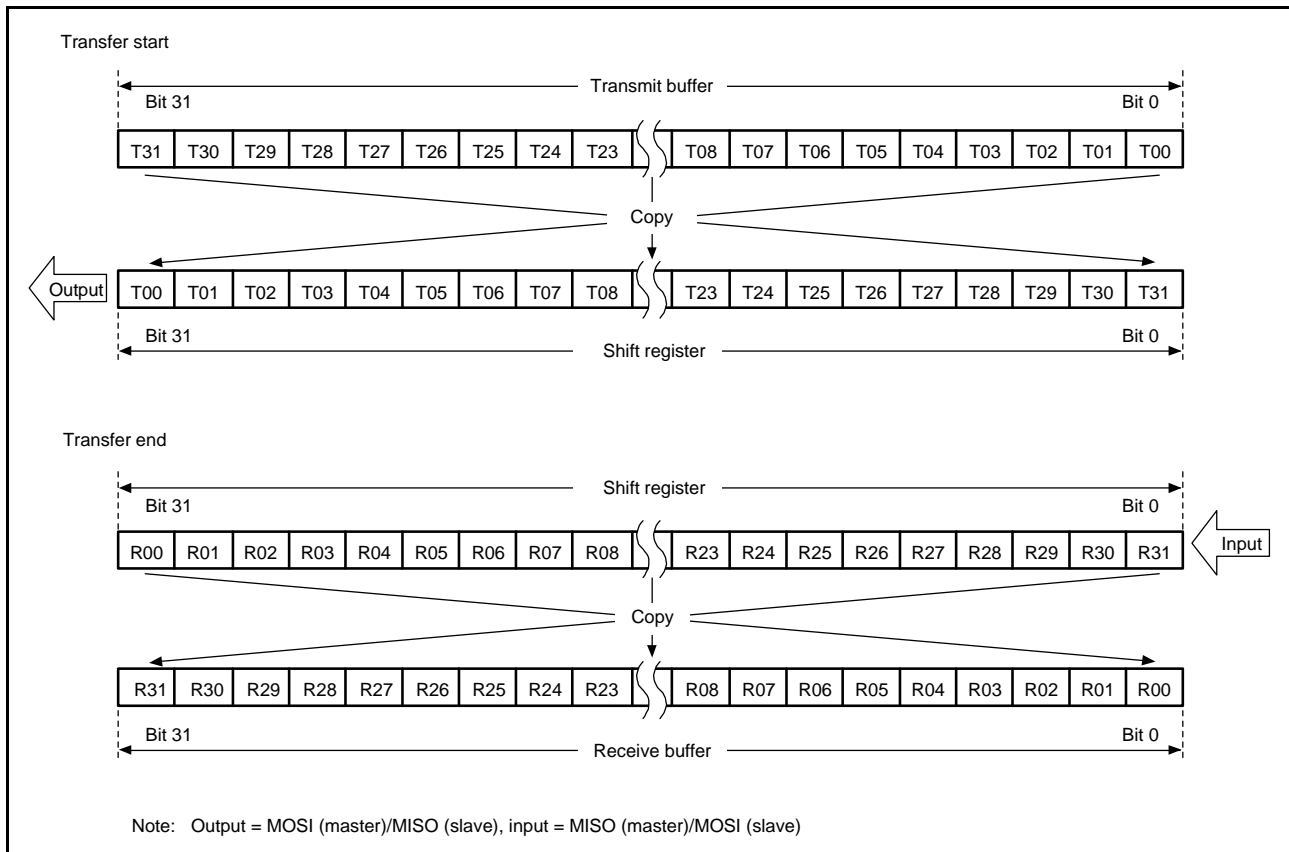 Transfer start
Transmit buffer
Bit 31 Bit 0
T31 T30 T29 T28 T27 T26 T25 T24 T23 T08 T07 T06 T05 T04 T03 T02 T01 T00
Copy
Output T00 T01 T02 T03 T04 T05 T06 T07 T08 T23 T24 T25 T26 T27 T28 T29 T30 T31
Bit 31 Bit 0
Shift register
Transfer end
Shift register
Bit 31 Bit 0
R00 R01 R02 R03 R04 R05 R06 R07 R08 R23 R24 R25 R26 R27 R28 R29 R30 R31 Input
Copy
R31 R30 R29 R28 R27 R26 R25 R24 R23 R08 R07 R06 R05 R04 R03 R02 R01 R00
Bit 31 Bit 0
Receive buffer
Note: Output = MOSI (master)/MISO (slave), input = MISO (master)/MOSI (slave)